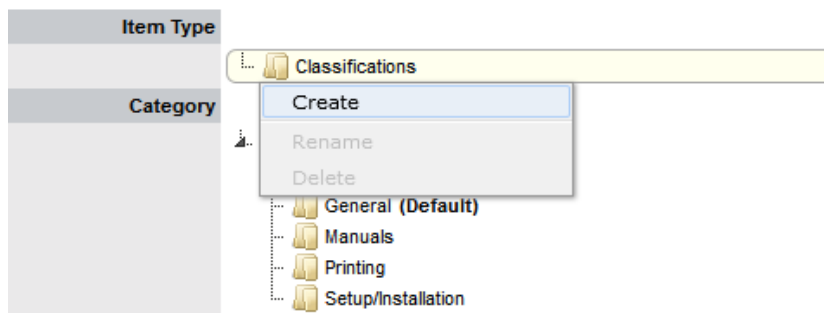 Item Type
Classifications
Category
Create
Rename
Delete
General (Default)
Manuals
Printing
Setup/Installation